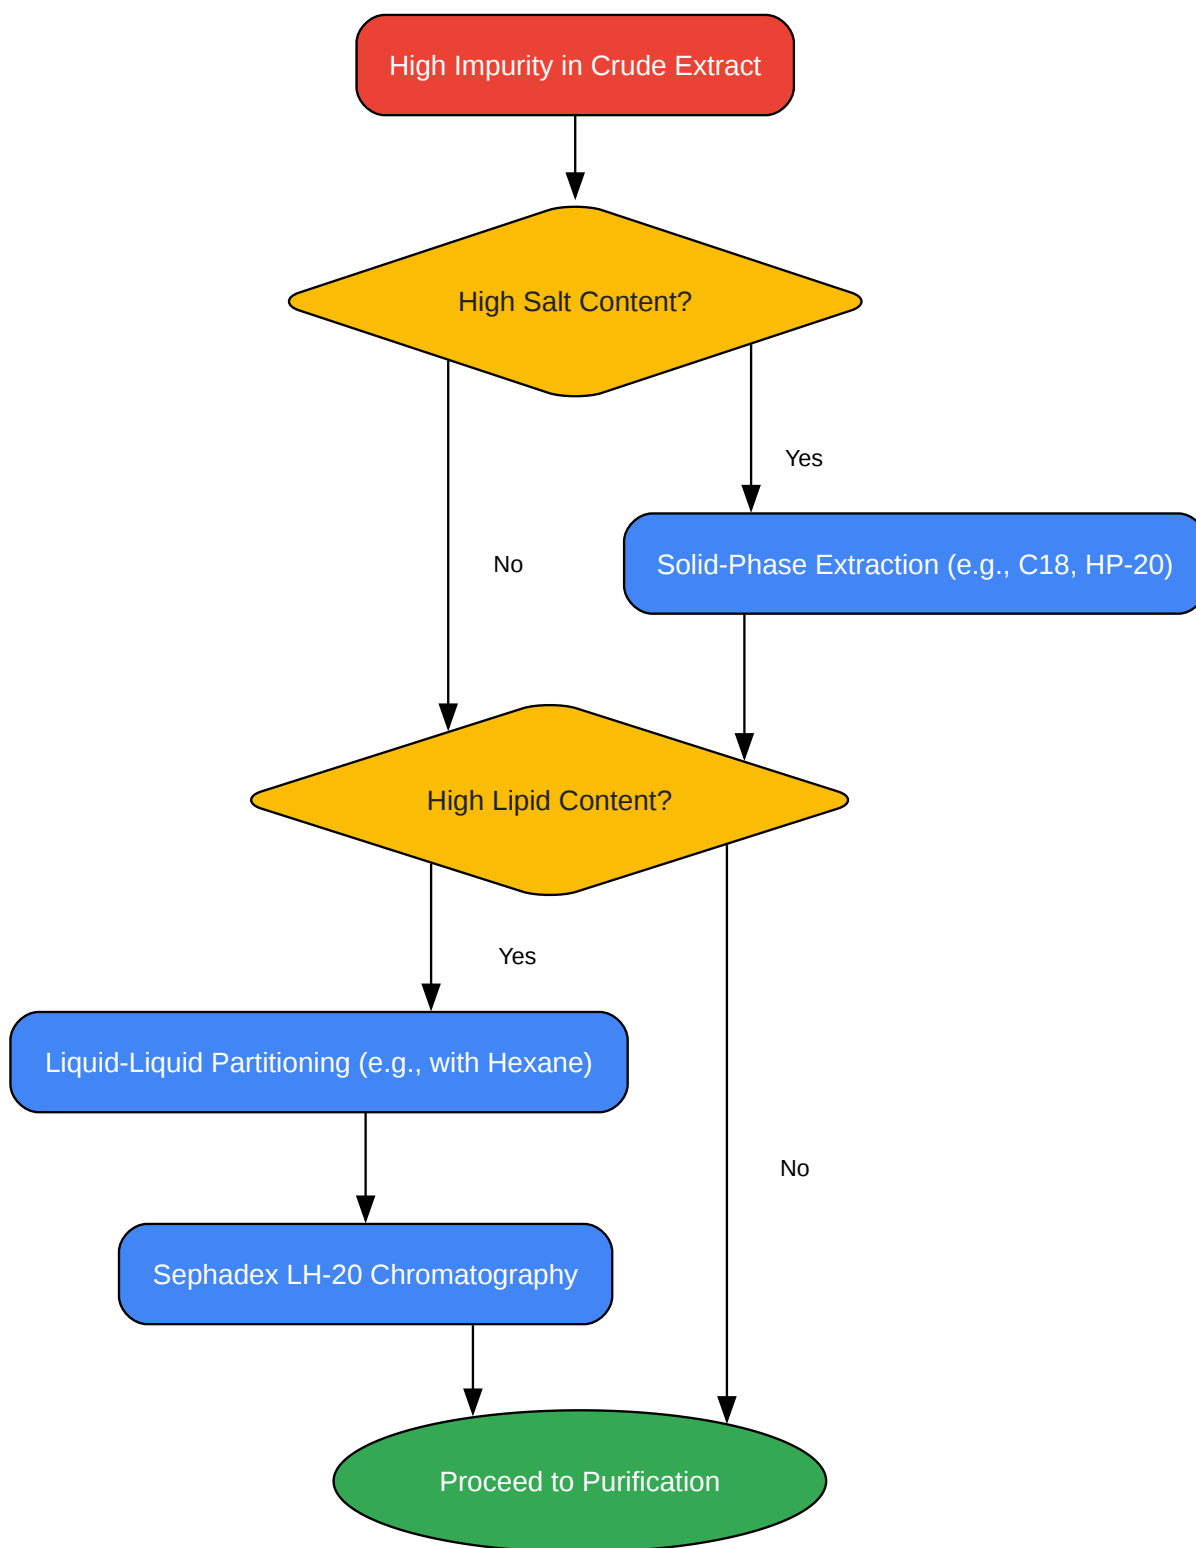 High Impurity in Crude Extract
High Salt Content?
Yes
No
Solid-Phase Extraction (e.g., C18, HP-20)
High Lipid Content?
Yes
Liquid-Liquid Partitioning (e.g., with Hexane)
No
Sephadex LH-20 Chromatography
Proceed to Purification